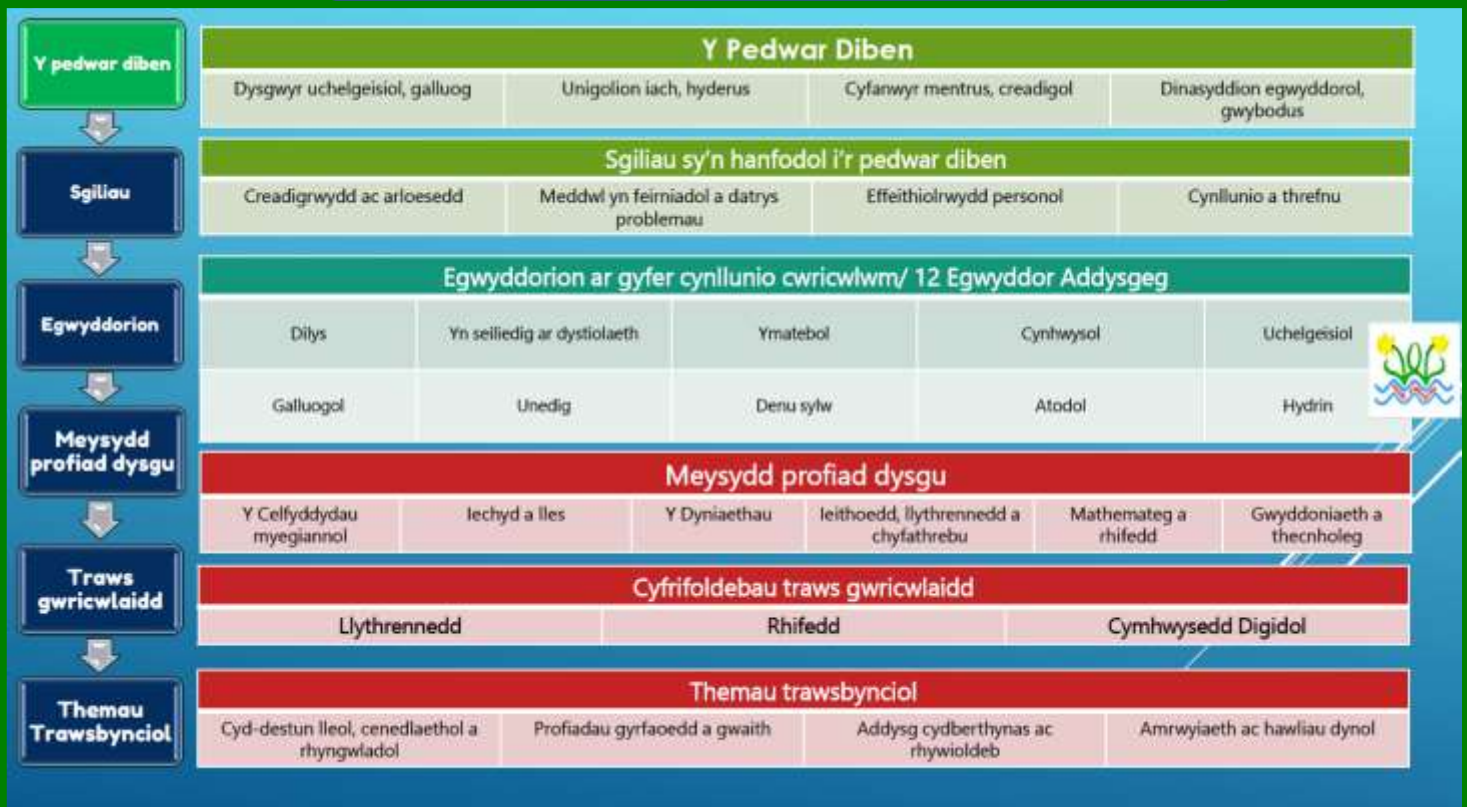 Y pedwar diben
Y Pedwar Diben
Dysgwyr uchelgeisiol, galluog
Unigolion iach, hyderus
Cyfanwyr mentrus, creadigol
Dinasyddion egwyddorol,
gwybodus
Sgiliau
Sgiliau sy'n hanfodol i'r pedwar diben
Creadigrwydd ac arloesedd
Meddwl yn feirniadol a datrys
problemau
Effeithiolrwydd personol
Cynllunio a threfnu
Egwyddorion
Egwyddorion ar gyfer cynllunio cwricwlwm/ 12 Egwyddor Addysgeg
Dilys
Yn seiliedig ar dystiolaeth
Ymatebol
Cynhwysol
Uchelgeisiol
Galluogol
Unedig
Denu sylw
Atodol
Hydrin
Meysydd
profiad dysgu
Meysydd profiad dysgu
Y Celfyddydau
myegiannol
Iechyd a lles
Y Dyniaethau
Ieithoedd, llythrennedd a
chyfathrebu
Mathemateg a
rhifedd
Gwyddoniaeth a
thecnholeg
Traws
gwricwlaidd
Cyfrifoldebau traws gwricwlaidd
Llythrennedd
Rhifedd
Cymhwysedd Digidol
Themau
Trawsbynciol
Themau trawsbynciol
Cyd-destun lleol, cenedlaethol a
rhyngwladol
Profiadau gyrfaoedd a gwaith
Addysg cydberthynas ac
rhywioldeb
Amrwyiaeth ac hawliau dynol